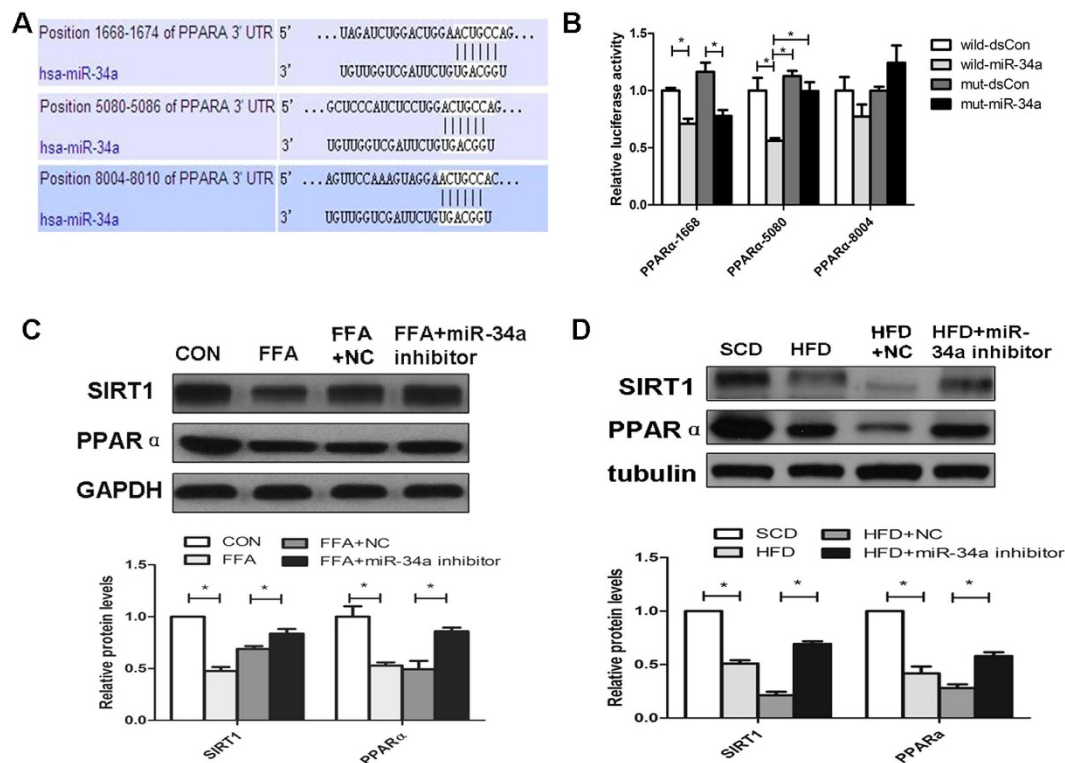 A
Position 1668-1674 of PPARA 3' UTR 5' ...UAGAUCUGGACUGGAACUGCCAG...
hsa-miR-34a 3' UGUUGGUCGAUUCUGUGACGGU
Position 5080-5086 of PPARA 3' UTR 5' ...GCUCCCAUCUCCUGGACUGCCAG...
hsa-miR-34a 3' UGUUGGUCGAUUCUGUGACGGU
Position 8004-8010 of PPARA 3' UTR 5' ...AGUUCCAAAGUAGGAACUGCCAC...
hsa-miR-34a 3' UGUUGGUCGAUUCUGUGACGGU
B
Relative luciferase activity
1.5
1.0
0.5
0.0
* * * * *
wild-dsCon
wild-miR-34a
mut-dsCon
mut-miR-34a
PPARα-1668
PPARα-5080
PPARα-8004
C
CON FFA FFA +NC FFA+miR-34a inhibitor
SIRT1
PPAR α
GAPDH
CON FFA+NC
FFA FFA+miR-34a inhibitor
Relative protein levels
1.5
1.0
0.5
0.0
* * * *
SIRT1
PPARα
D
SCD HFD HFD +NC HFD+miR-34a inhibitor
SIRT1
PPAR α
tubulin
SCD HFD+NC
HFD HFD+miR-34a inhibitor
Relative protein levels
1.5
1.0
0.5
0.0
* * * *
SIRT1
PPARa